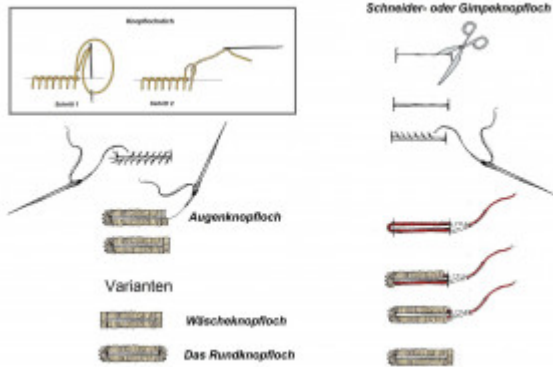 Knopflochstich
Schritt 1
Schritt 2
Augenknopfloch
Varianten
Wäscheknopfloch
Das Rundknopfloch
Schneider- oder Gimpeknopfloch